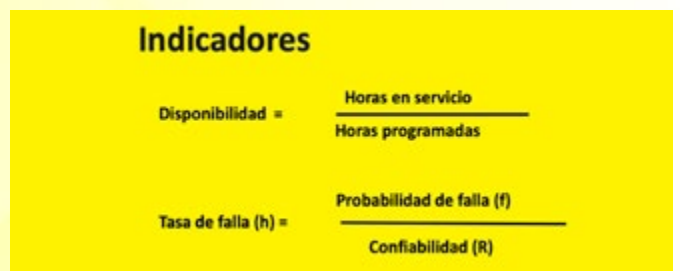 Indicadores
Disponibilidad =
Horas en servicio
Horas programadas
Tasa de falla (h) =
Probabilidad de falla (f)
Confiabilidad (R)